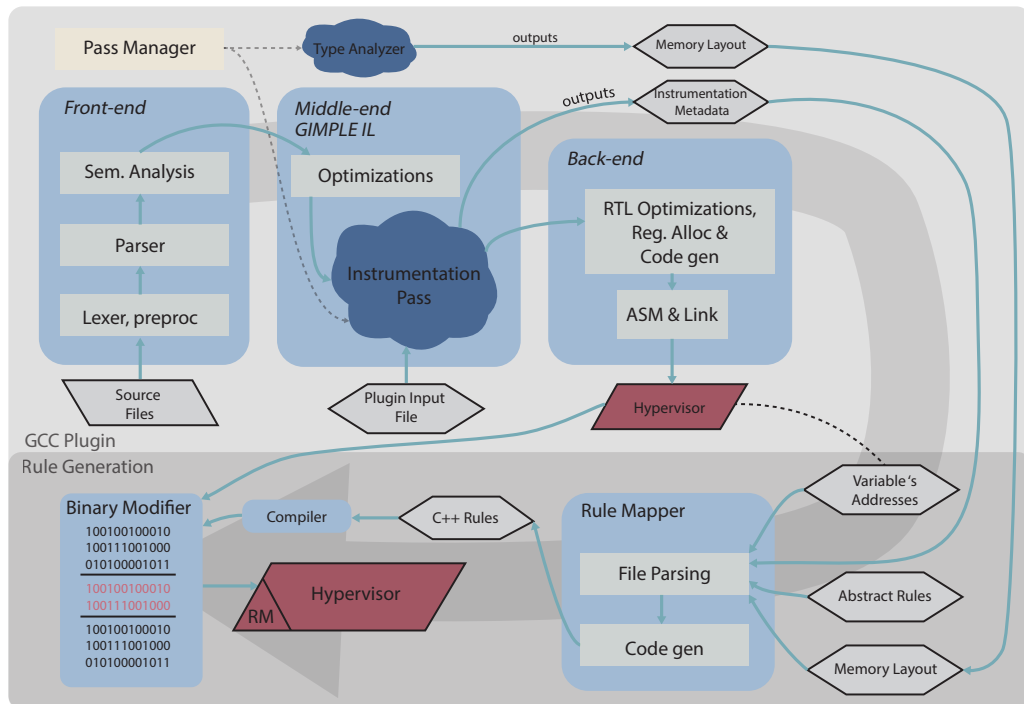 Pass Manager
Type Analyzer
outputs
Memory Layout
Front-end
Middle-end
GIMPLE IL
outputs
Instrumentation
Metadata
Back-end
Sem. Analysis
Optimizations
RTL Optimizations,
Reg. Alloc &
Code gen
Parser
Instrumentation
Pass
Lexer, preproc
ASM & Link
Source
Files
Plugin Input
File
Hypervisor
GCC Plugin
Rule Generation
Binary Modifier
100100100010
100111001000
010100001011
100100100010
100111001000
100100100010
100111001000
010100001011
Compiler
C++ Rules
Rule Mapper
Variable's
Addresses
File Parsing
Hypervisor
RM
Abstract Rules
Code gen
Memory Layout